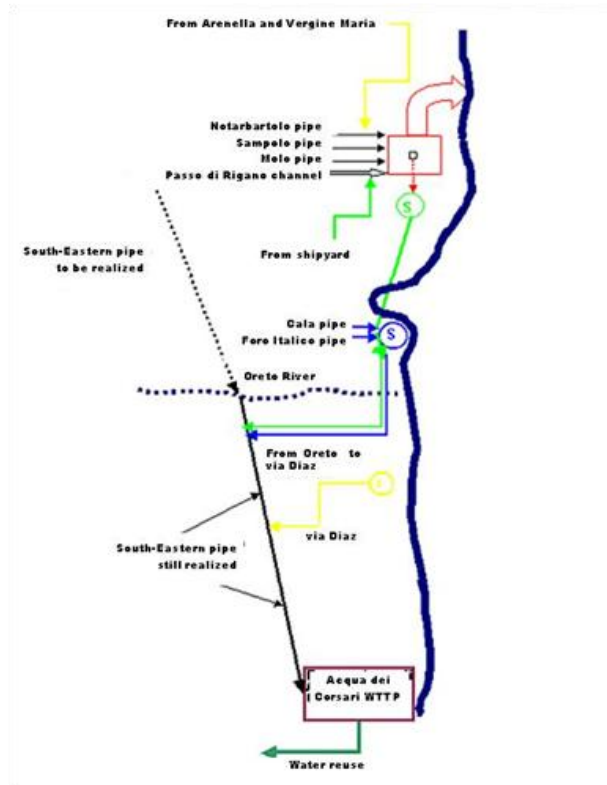 From Arenella and Vergine Maria
Notarbartolo pipe
Sampolo pipe
Molo pipe
Passo di Rigano channel
S
From shipyard
South-Eastern pipe
to be realized
Cala pipe
Foro Italico pipe
S
Oreto River
From Oreto to
via Diaz
via Diaz
South-Eastern pipe
still realized
Acqua dei
Corsari WTTP
Water reuse